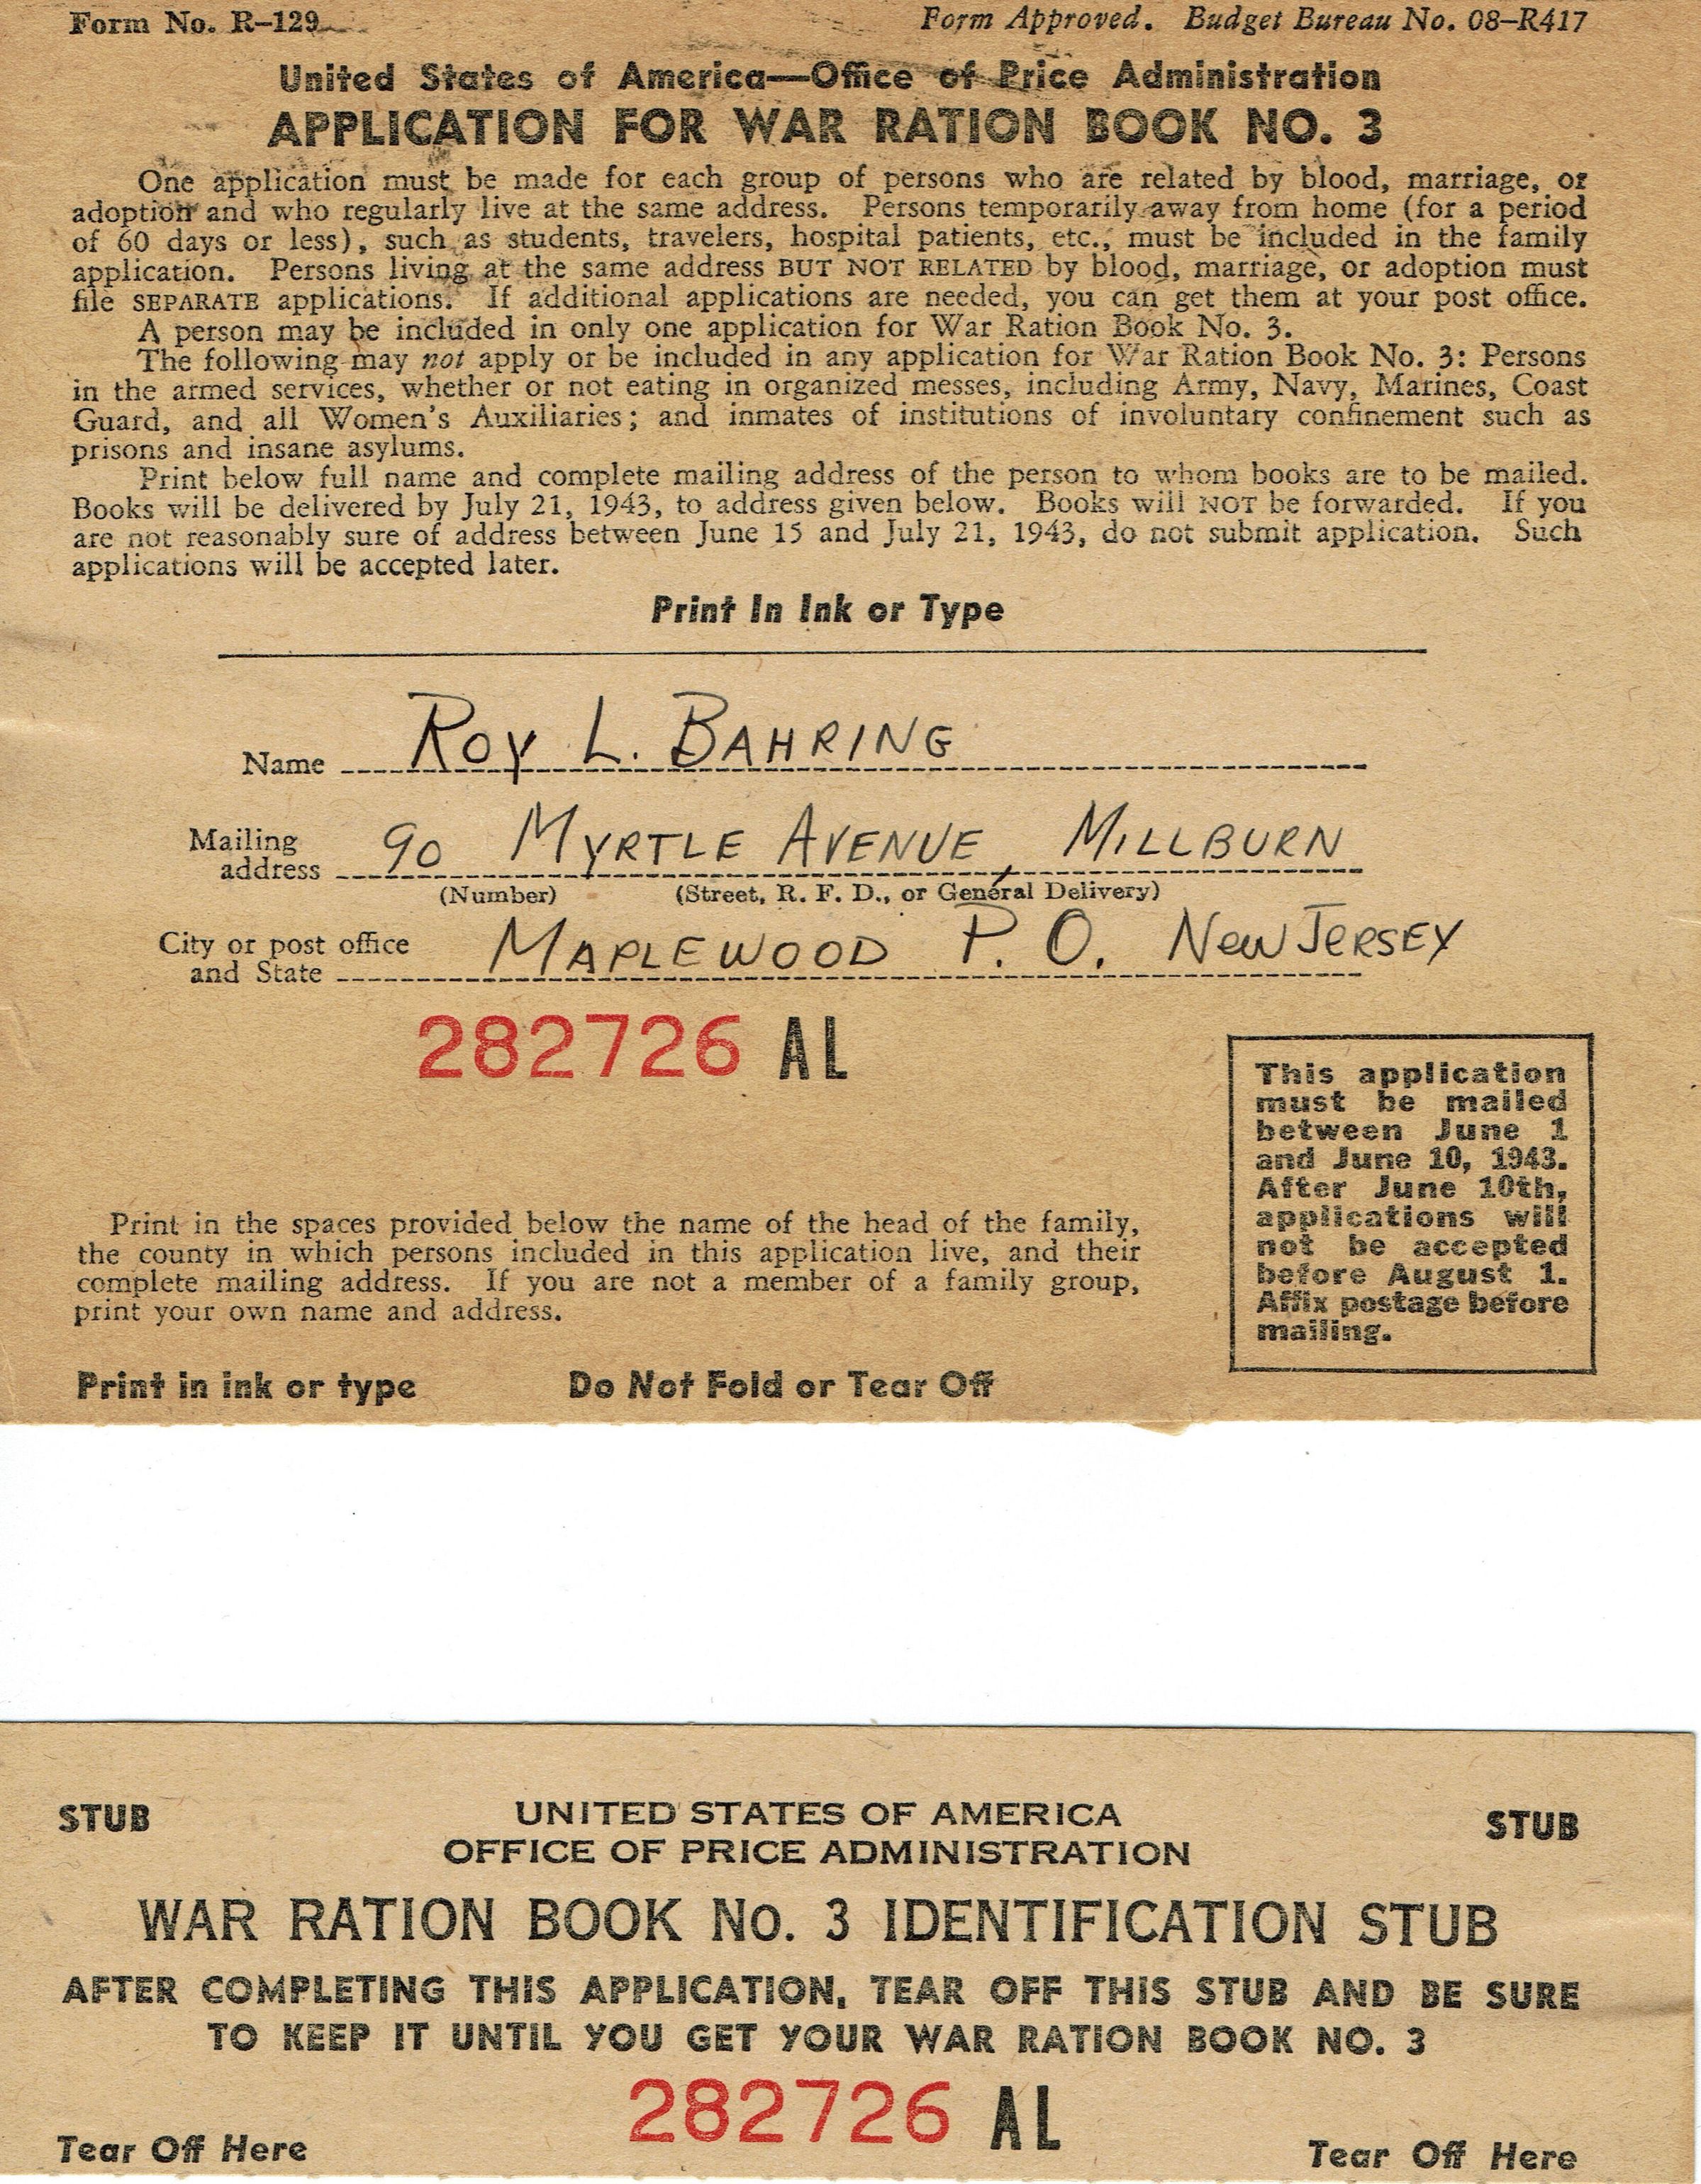 Form No. R-129
Form Approved. Budget Bureau No. 08-R417
United States of America—Office of Price Administration
APPLICATION FOR WAR RATION BOOK NO. 3
One application must be made for each group of persons who are related by blood, marriage, or
adoption and who regularly live at the same address. Persons temporarily away from home (for a period
of 60 days or less), such as students, travelers, hospital patients, etc., must be included in the family
application. Persons living at the same address BUT NOT RELATED by blood, marriage, or adoption must
file SEPARATE applications. If additional applications are needed, you can get them at your post office.
A person may be included in only one application for War Ration Book No. 3.
The following may not apply or be included in any application for War Ration Book No. 3: Persons
in the armed services, whether or not eating in organized messes, including Army, Navy, Marines, Coast
Guard, and all Women's Auxiliaries; and inmates of institutions of involuntary confinement such as
prisons and insane asylums.
Print below full name and complete mailing address of the person to whom books are to be mailed.
Books will be delivered by July 21, 1943, to address given below. Books will NOT be forwarded. If you
are not reasonably sure of address between June 15 and July 21, 1943, do not submit application. Such
applications will be accepted later.
Print In Ink or Type
Name ROY L. BAHRING
Mailing address 90 MYRTLE AVENUE, MILLBURN
(Number) (Street, R. F. D., or General Delivery)
City or post office and State MAPLEWOOD P. O. NEW JERSEY
282726 AL
This application
must be mailed
between June 1
and June 10, 1943.
After June 10th,
applications will
not be accepted
before August 1.
Affix postage before
mailing.
Print in the spaces provided below the name of the head of the family,
the county in which persons included in this application live, and their
complete mailing address. If you are not a member of a family group,
print your own name and address.
Print in ink or type Do Not Fold or Tear Off
STUB UNITED STATES OF AMERICA STUB
OFFICE OF PRICE ADMINISTRATION
WAR RATION BOOK No. 3 IDENTIFICATION STUB
AFTER COMPLETING THIS APPLICATION, TEAR OFF THIS STUB AND BE SURE
TO KEEP IT UNTIL YOU GET YOUR WAR RATION BOOK NO. 3
282726 AL
Tear Off Here Tear Off Here